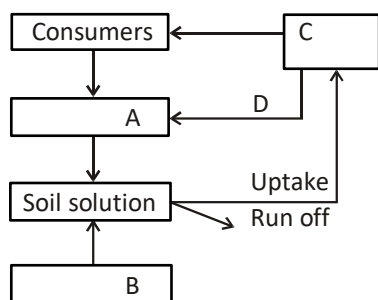 Consumers
C
A
D
Soil solution
Uptake
Run off
B